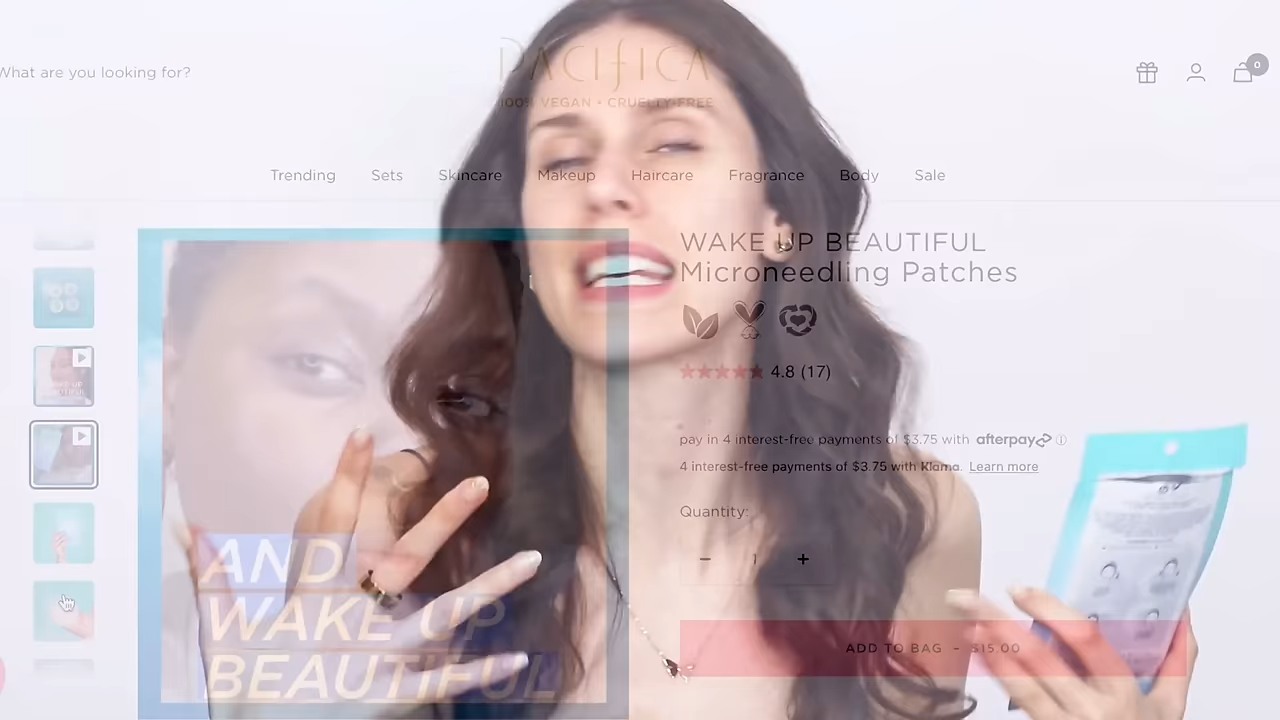 PACIFICA
100% VEGAN • CRUELTY-FREE
What are you looking for?
0
Trending Sets Skincare Makeup Haircare Fragrance Body Sale
WAKE UP BEAUTIFUL
Microneedling Patches
4.8 (17)
pay in 4 interest-free payments of $3.75 with afterpay
4 interest-free payments of $3.75 with Klarna. Learn more
Quantity:
− 1 +
ADD TO BAG – $15.00
AND
WAKE UP
BEAUTIFUL